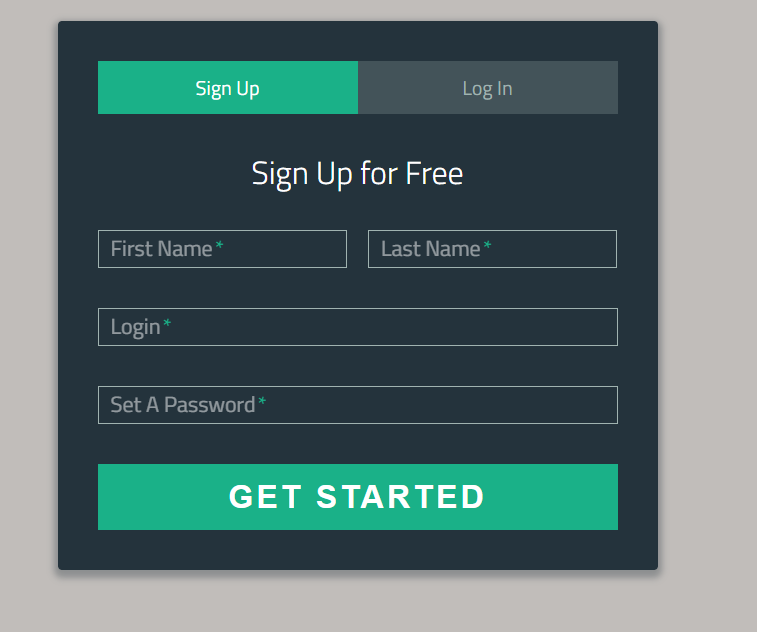 Sign Up Log In
Sign Up for Free
First Name* Last Name*
Login*
Set A Password*
GET STARTED